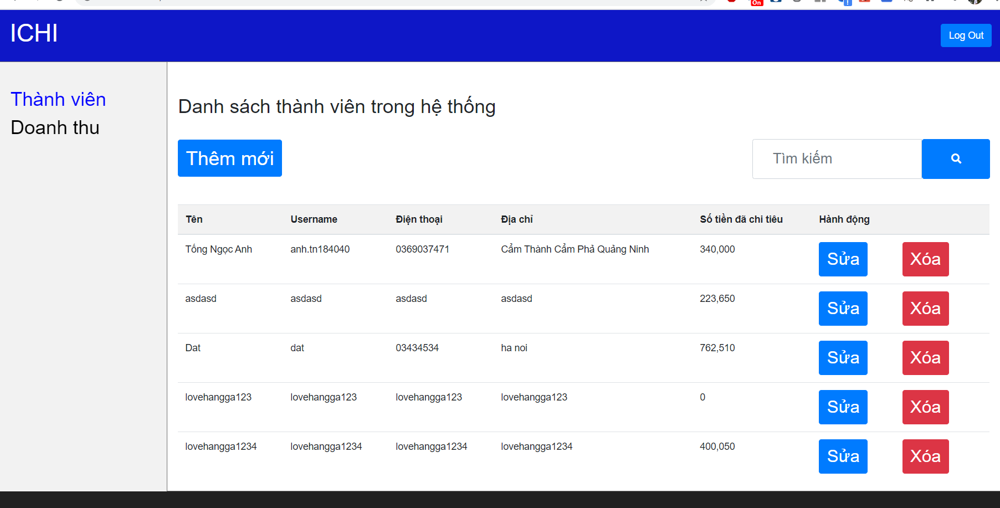 On
ICHI
Log Out
Thành viên
Doanh thu
Danh sách thành viên trong hệ thống
Thêm mới
Tìm kiếm
Tên Username Điện thoại Địa chỉ Số tiền đã chi tiêu Hành động
Tống Ngọc Anh anh.tn184040 0369037471 Cẩm Thành Cẩm Phả Quảng Ninh 340,000 Sửa Xóa
asdasd asdasd asdasd asdasd 223,650 Sửa Xóa
Dat dat 03434534 ha noi 762,510 Sửa Xóa
lovehangga123 lovehangga123 lovehangga123 lovehangga123 0 Sửa Xóa
lovehangga1234 lovehangga1234 lovehangga1234 lovehangga1234 400,050 Sửa Xóa